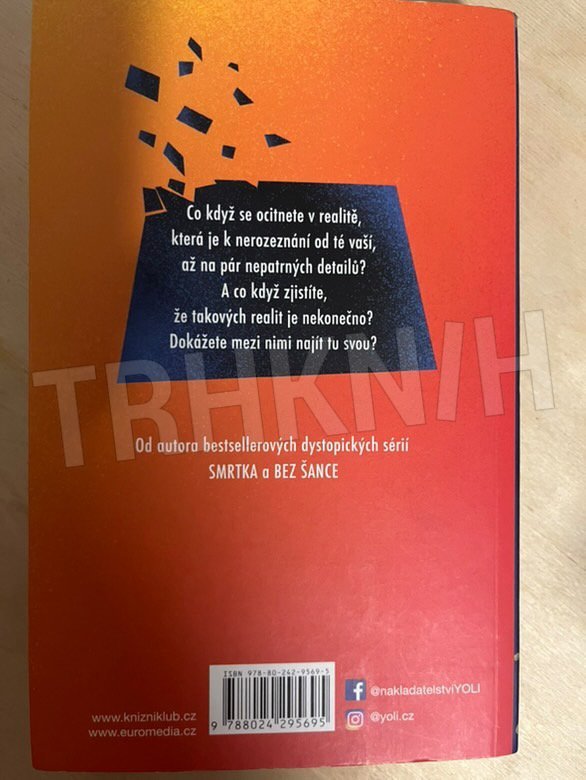 Co když se ocitnete v realitě,
která je k nerozeznání od té vaší,
až na pár nepatrných detailů?
A co když zjistíte,
že takových realit je nekonečno?
Dokážete mezi nimi najít tu svou?
TRHKNIH
Od autora bestsellerových dystopických sérií
SMRTKA a BEZ ŠANCE
ISBN 978-80-242-9569-5
9 788024 295695
www.knizniklub.cz
www.euromedia.cz
@nakladatelstviYOLI
@yoli.cz